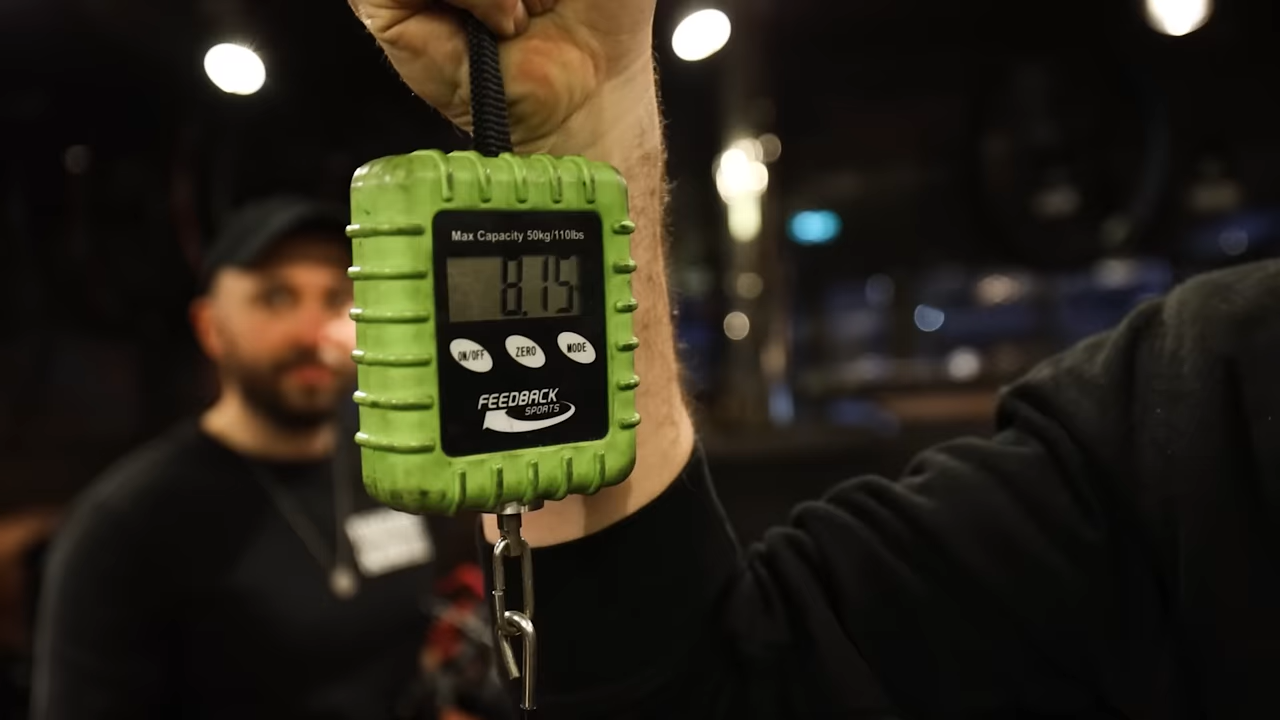 Max Capacity 50kg/110lbs
8.15
ON/OFF ZERO MODE
FEEDBACK
SPORTS